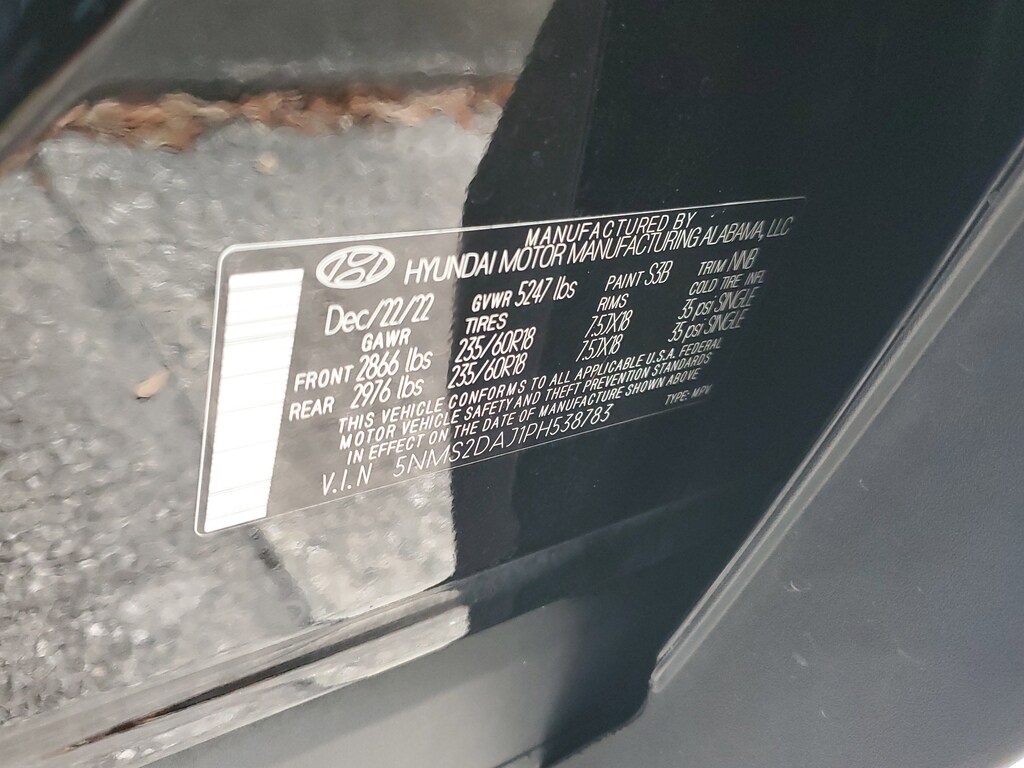 MANUFACTURED BY
HYUNDAI MOTOR MANUFACTURING ALABAMA, LLC
Dec/22/22 GVWR 5247 lbs PAINT S3B TRIM NNB
GAWR TIRES RIMS COLD TIRE INFL
FRONT 2866 lbs 235/60R18 7.5JX18 35 psi SINGLE
REAR 2976 lbs 235/60R18 7.5JX18 35 psi SINGLE
THIS VEHICLE CONFORMS TO ALL APPLICABLE U.S.A. FEDERAL
MOTOR VEHICLE SAFETY AND THEFT PREVENTION STANDARDS
IN EFFECT ON THE DATE OF MANUFACTURE SHOWN ABOVE
V.I.N 5NMS2DAJ1PH538783 TYPE: MPV